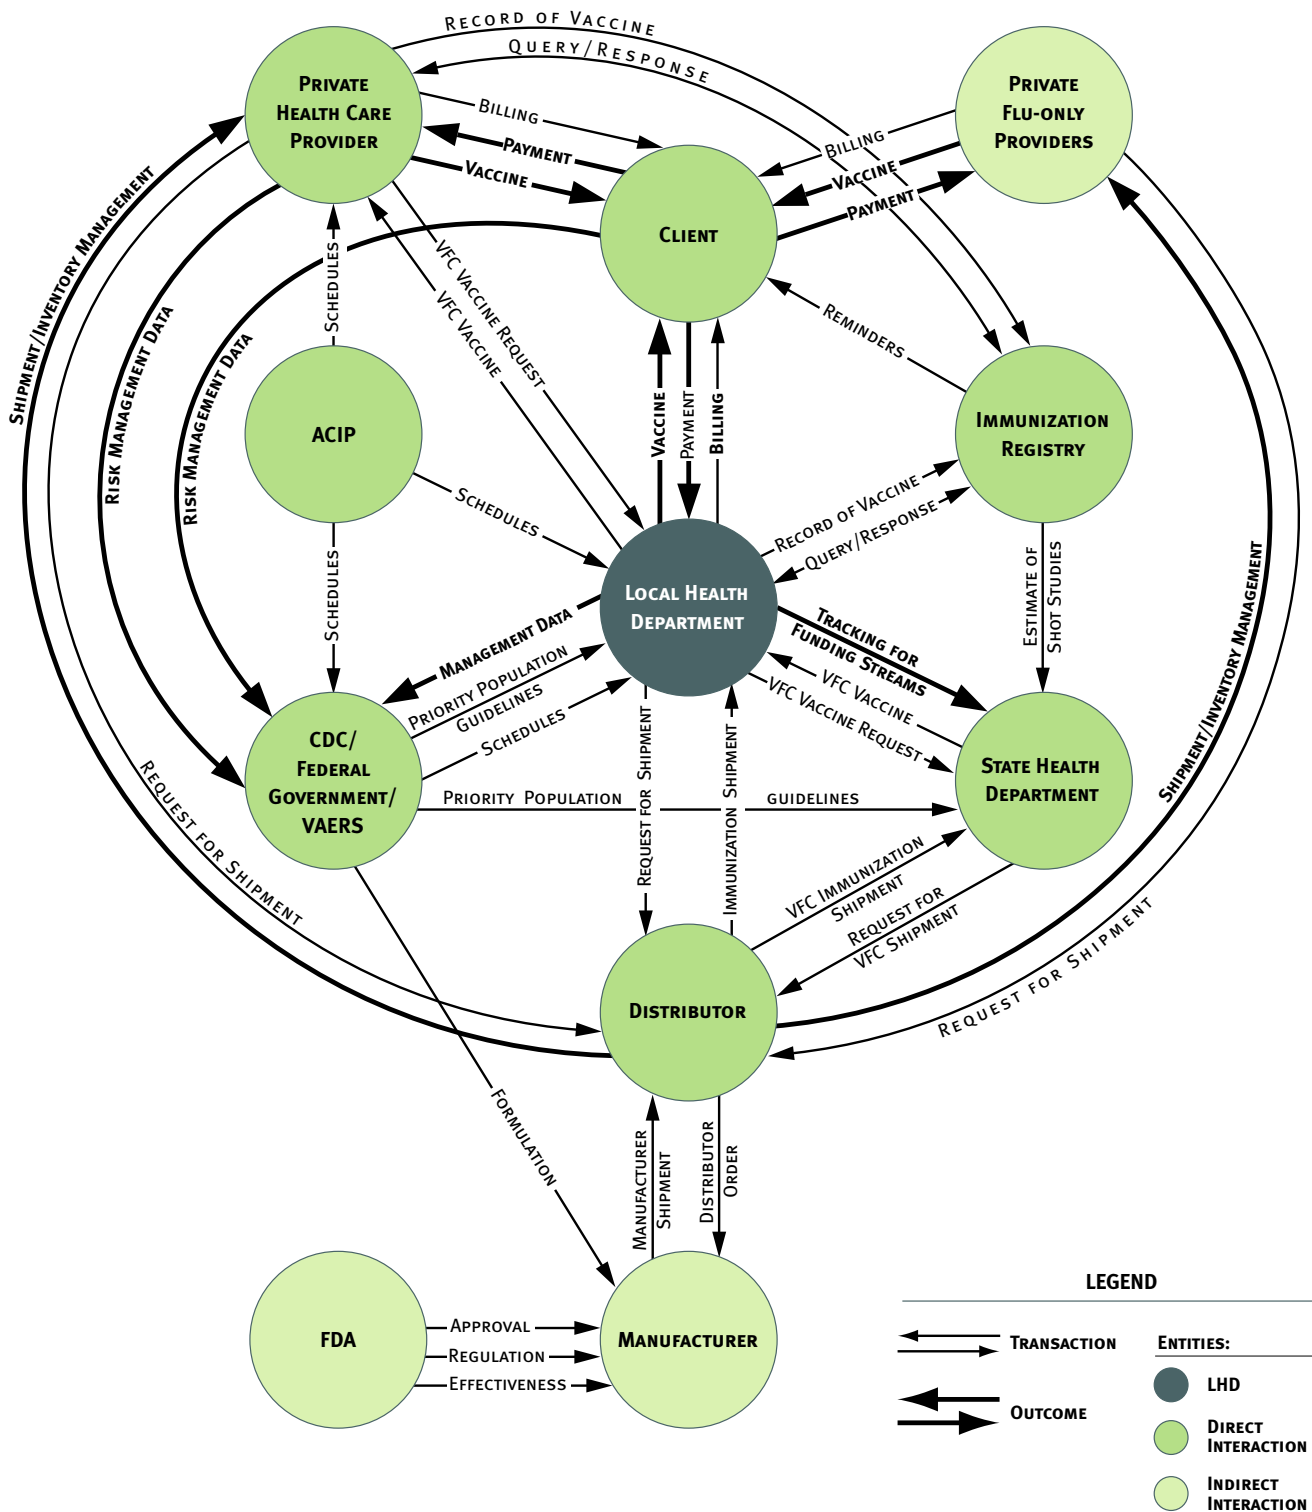 Record of Vaccine
Query/Response
Private
Health Care
Provider
Private
Flu-only
Providers
Billing
Payment
Vaccine
Billing
Vaccine
Payment
Client
Shipment/Inventory Management
Risk Management Data
Risk Management Data
Schedules
VFC Vaccine Request
VFC Vaccine
Reminders
ACIP
Immunization
Registry
Vaccine
Payment
Billing
Schedules
Record of Vaccine
Query/Response
Schedules
Estimate of
Shot Studies
Local Health
Department
Management Data
Priority Population
Guidelines
Schedules
Tracking for
Funding Streams
VFC Vaccine
VFC Vaccine Request
Shipment/Inventory Management
CDC/
Federal
Government/
VAERS
State Health
Department
Request for Shipment
Immunization Shipment
Priority Population guidelines
Request for Shipment
VFC Immunization
Shipment
Request for
VFC Shipment
Request for Shipment
Distributor
Formulation
Manufacturer
Shipment
Distributor
Order
FDA
Approval
Regulation
Effectiveness
Manufacturer
LEGEND
Transaction
Outcome
Entities:
LHD
Direct
Interaction
Indirect
Interaction